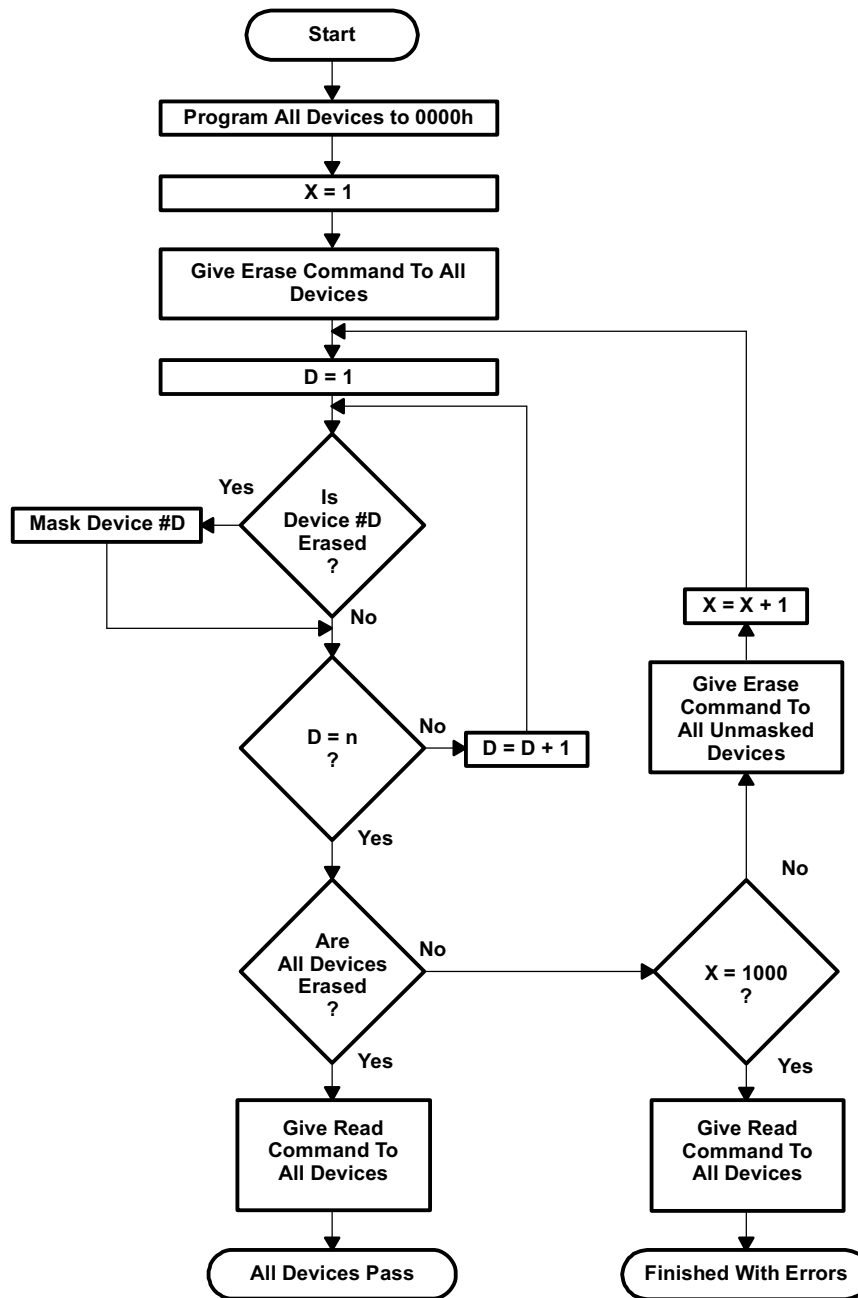 Start
Program All Devices to 0000h
X = 1
Give Erase Command To All
Devices
D = 1
Yes
Is
Device #D
Erased
?
Mask Device #D
No
X = X + 1
Give Erase
Command To
All Unmasked
Devices
D = n
?
No
D = D + 1
Yes
No
Are
All Devices
Erased
?
No
X = 1000
?
Yes
Yes
Give Read
Command To
All Devices
Give Read
Command To
All Devices
All Devices Pass
Finished With Errors